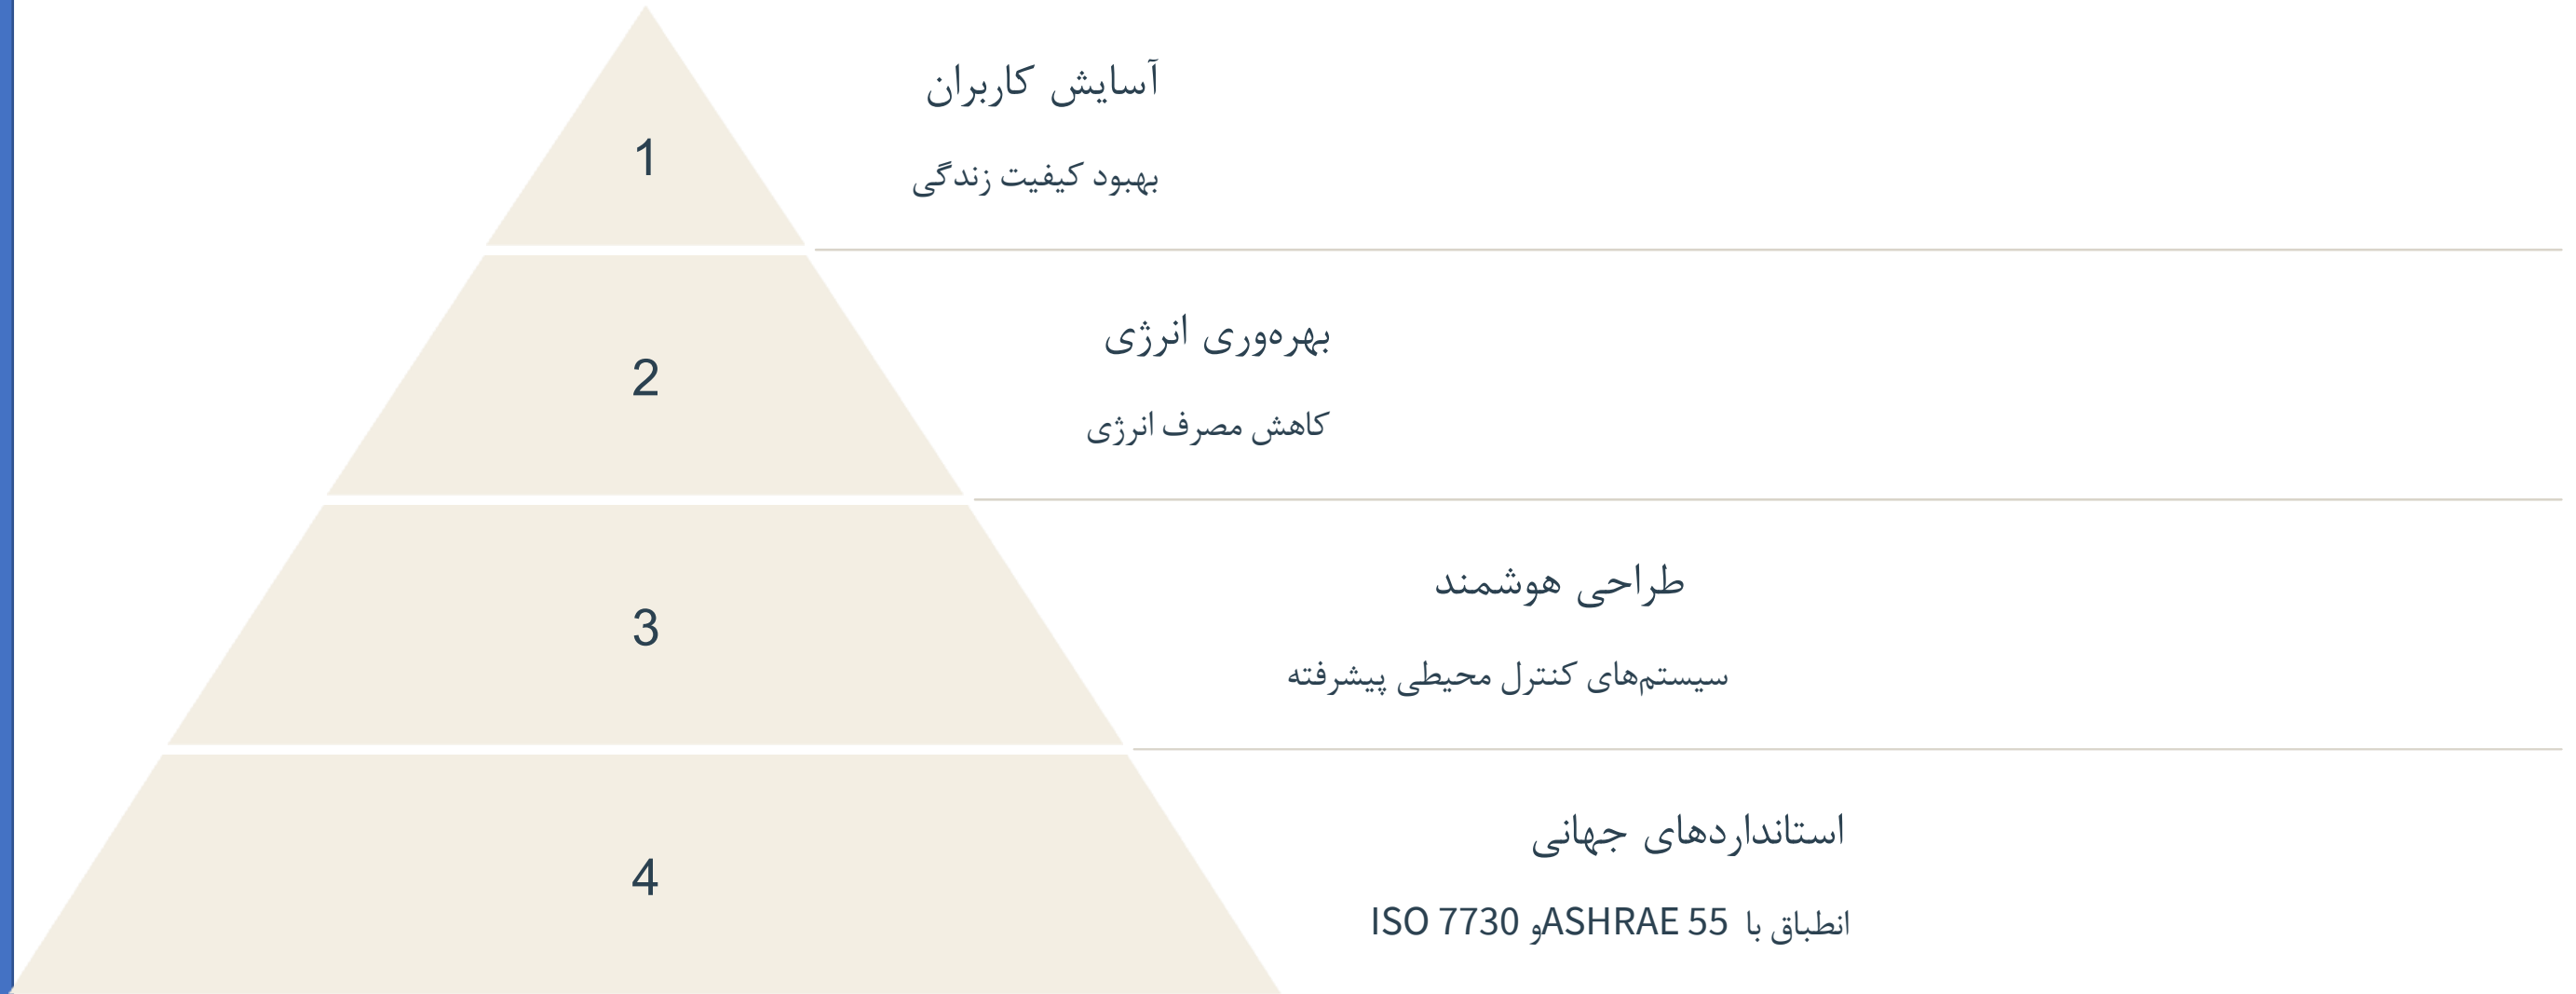 1
آسایش کاربران
بهبود کیفیت زندگی
2
بهره‌وری انرژی
کاهش مصرف انرژی
3
طراحی هوشمند
سیستم‌های کنترل محیطی پیشرفته
4
استانداردهای جهانی
انطباق با ASHRAE 55و ISO 7730